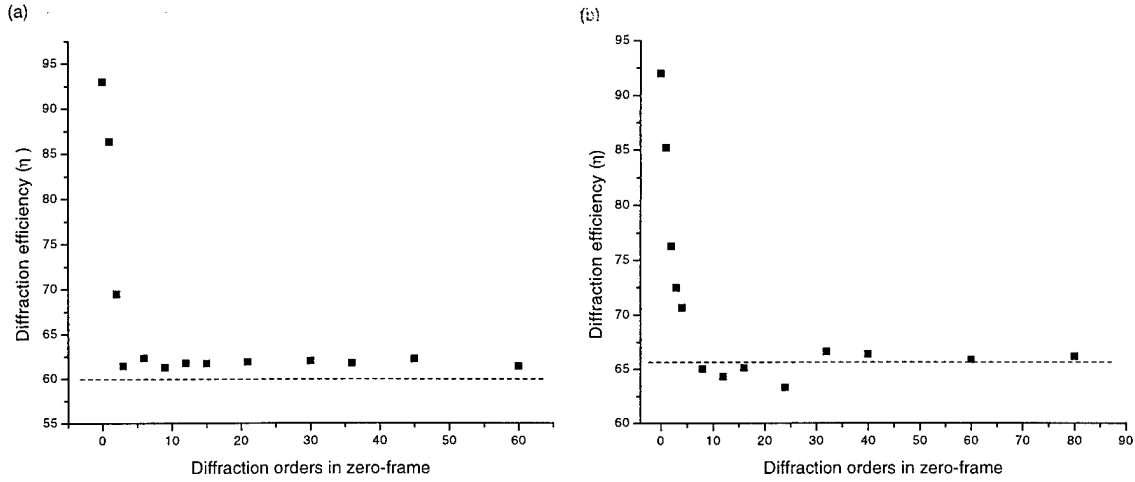 (a)
95
90
85
80
75
70
65
60
55
Diffraction efficiency (η )
0 10 20 30 40 50 60
Diffraction orders in zero-frame
(b)
95
90
85
80
75
70
65
60
Diffraction efficiency (η)
0 10 20 30 40 50 60 70 80 90
Diffraction orders in zero-frame